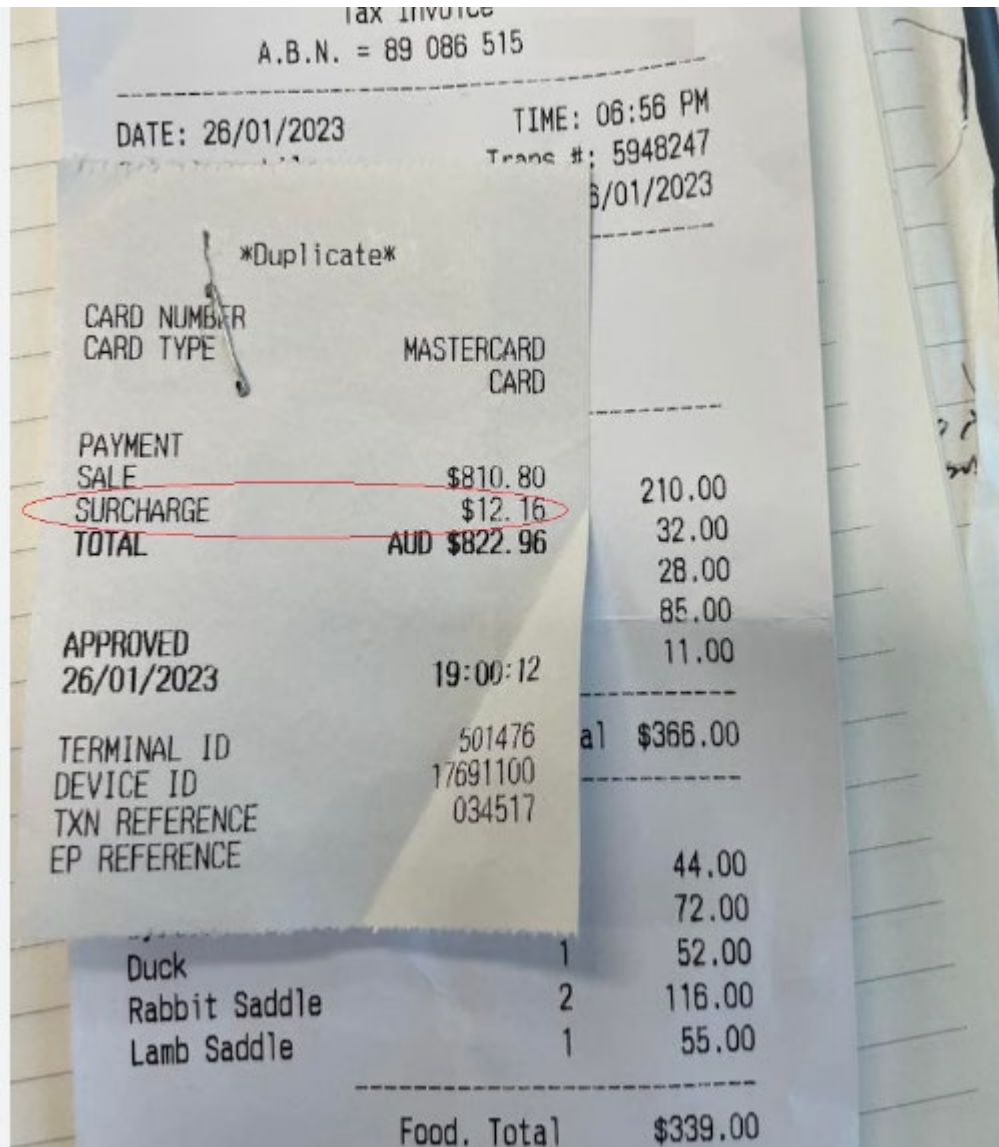 Tax Invoice
A.B.N. = 89 086 515
DATE: 26/01/2023 TIME: 06:56 PM
Trans #: 5948247
6/01/2023
*Duplicate*
CARD NUMBER
CARD TYPE MASTERCARD
CARD
PAYMENT
SALE $810.80
SURCHARGE $12.16
TOTAL AUD $822.96
APPROVED
26/01/2023 19:00:12
TERMINAL ID 501476
DEVICE ID 17691100
TXN REFERENCE 034517
EP REFERENCE
210.00
32.00
28.00
85.00
11.00
al $366.00
44.00
72.00
Duck 1 52.00
Rabbit Saddle 2 116.00
Lamb Saddle 1 55.00
Food. Total $339.00